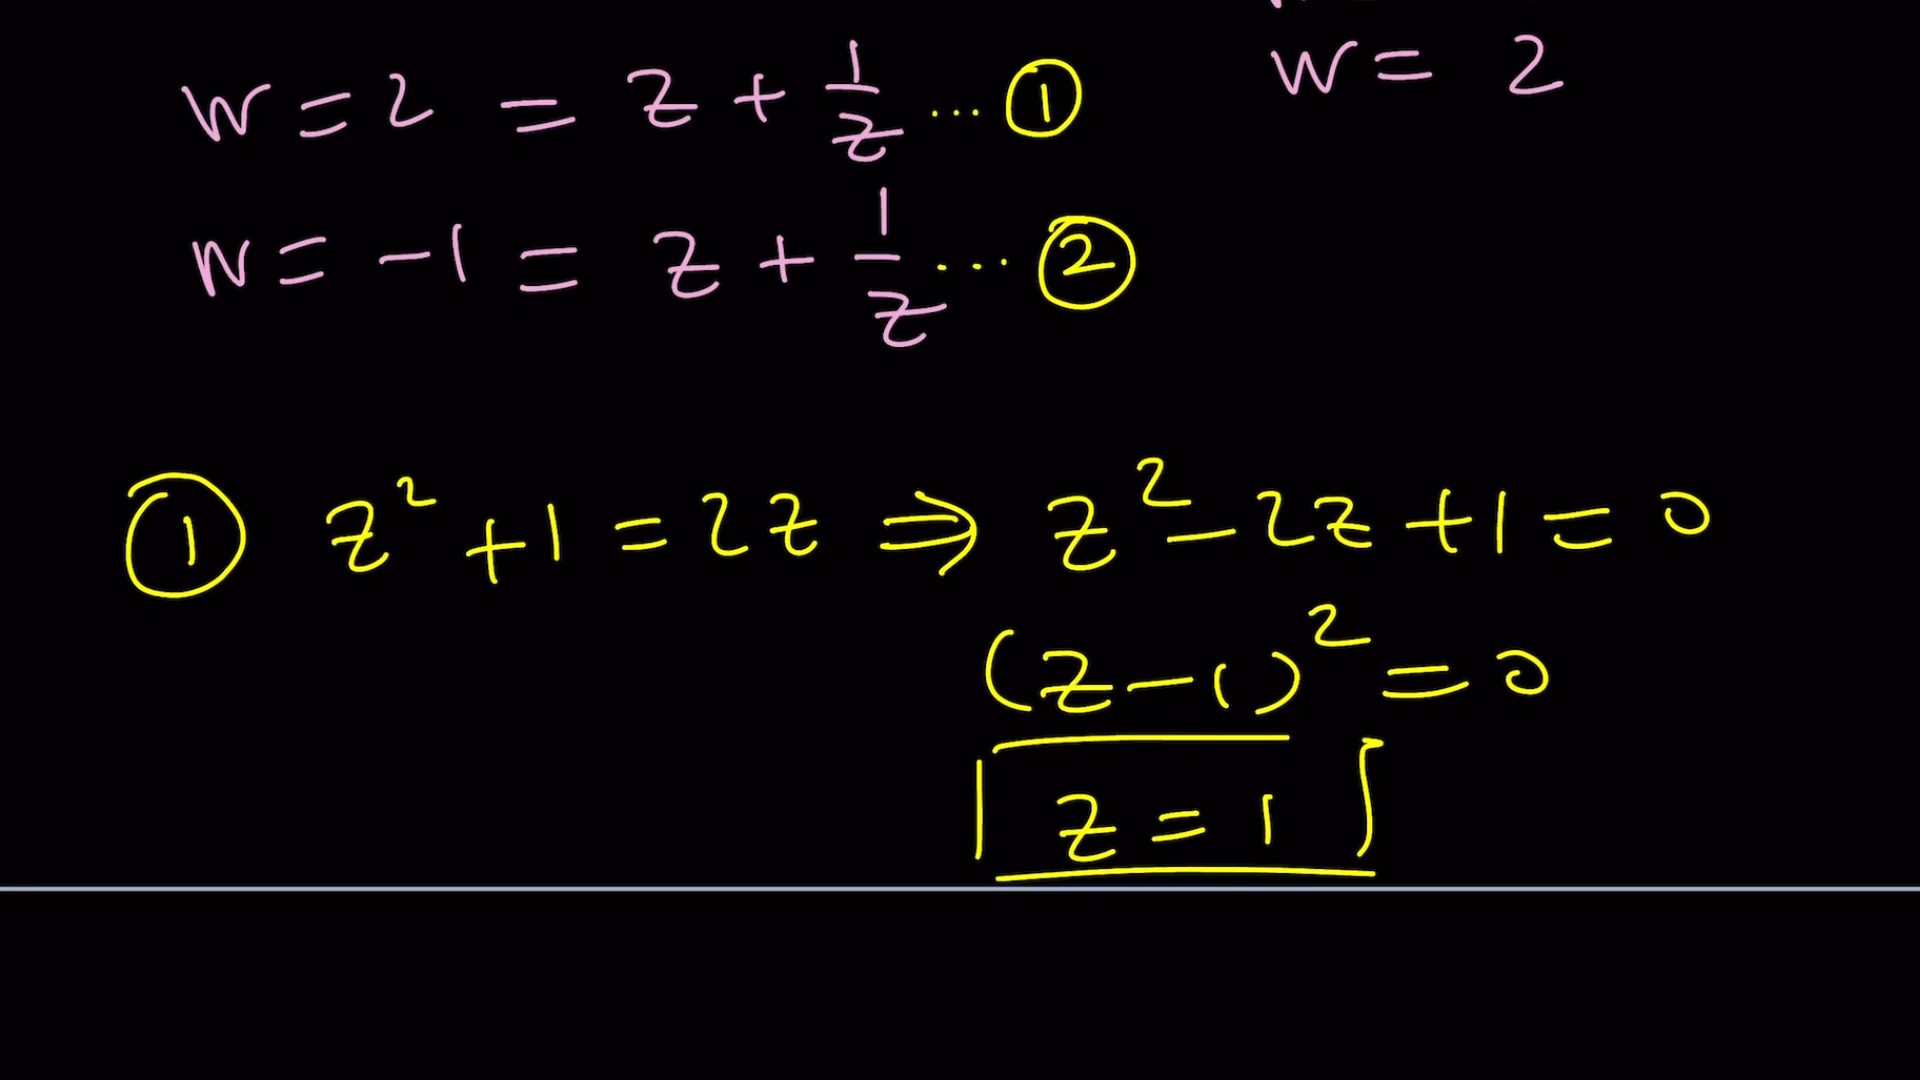 w = 2 = z + 1/z ... ①
w = 2
w = -1 = z + 1/z ... ②
① z² + 1 = 2z ⇒ z² - 2z + 1 = 0
(z - 1)² = 0
z = 1